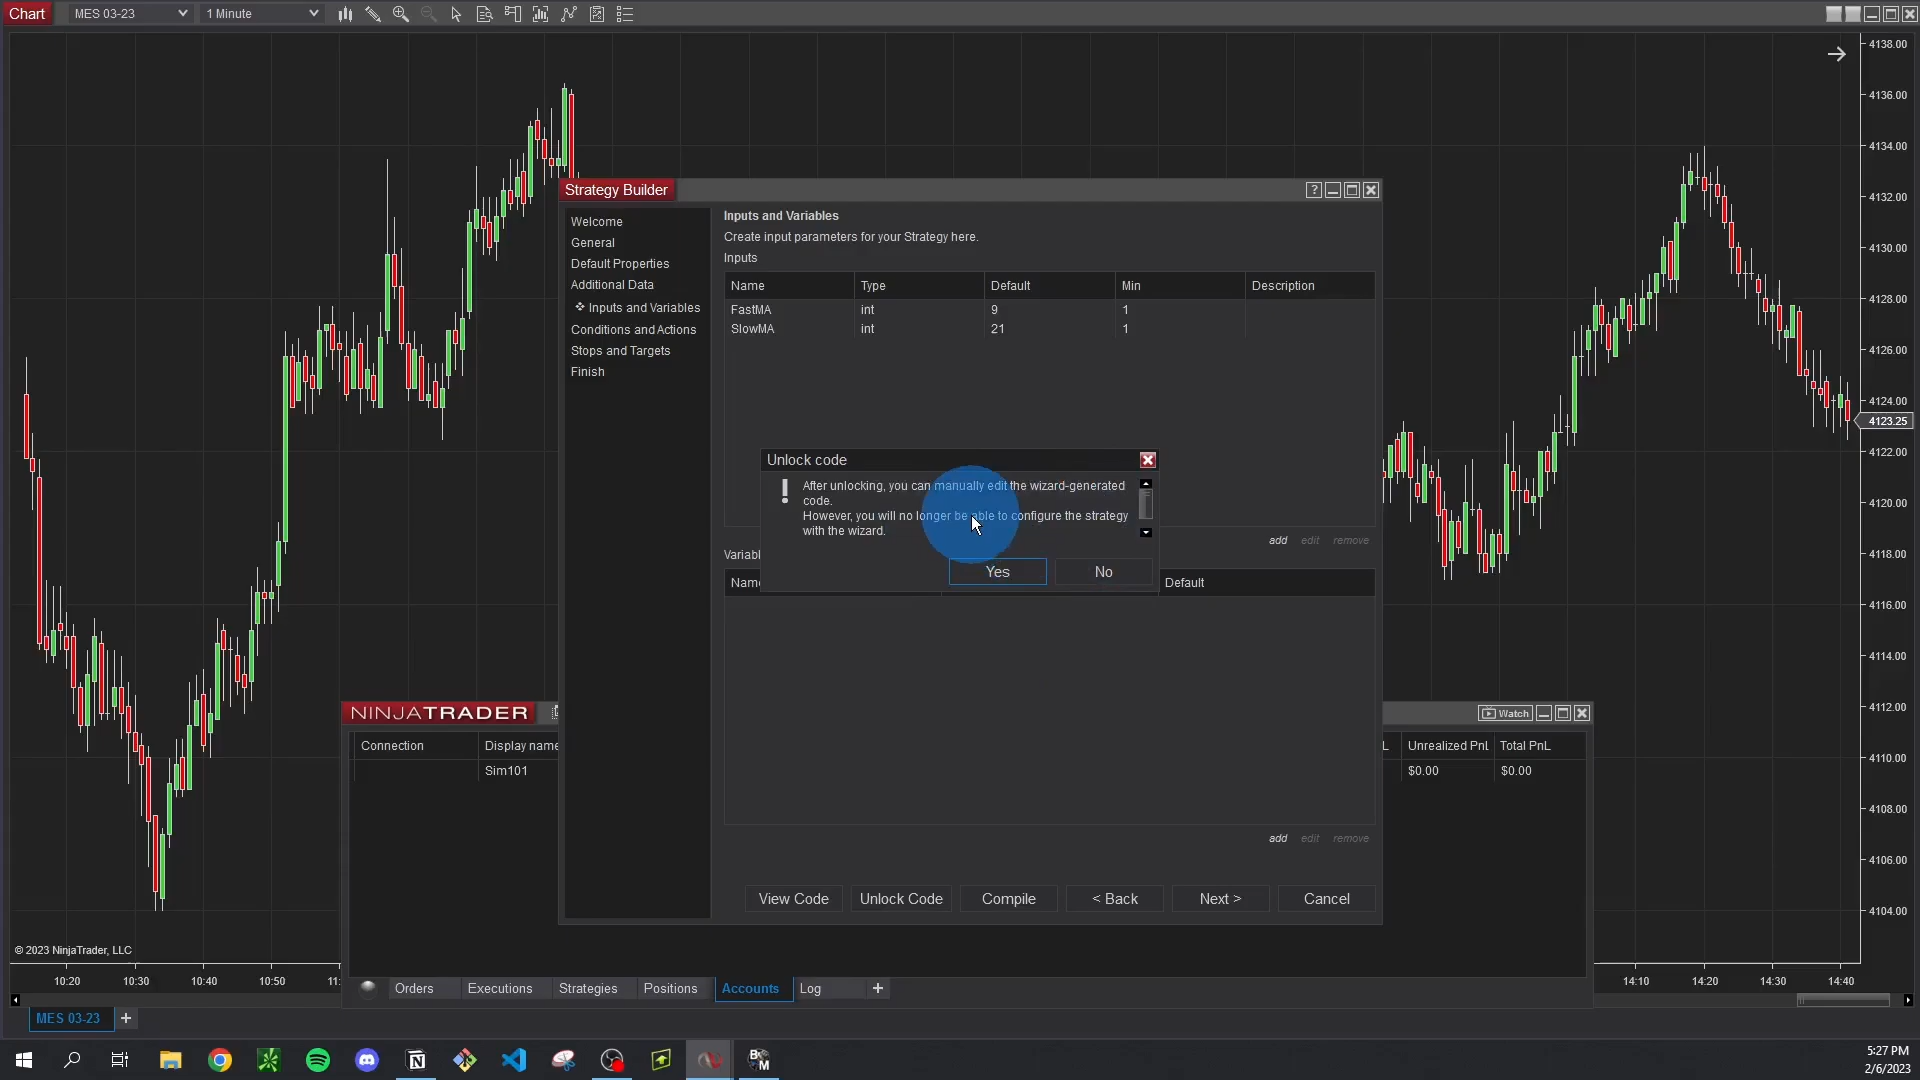 Chart
MES 03-23
1 Minute
4138.00
4136.00
4134.00
4132.00
4130.00
4128.00
4126.00
4124.00
4123.25
4122.00
4120.00
4118.00
4116.00
4114.00
4112.00
4110.00
4108.00
4106.00
4104.00
Strategy Builder
?
Welcome
General
Default Properties
Additional Data
Inputs and Variables
Conditions and Actions
Stops and Targets
Finish
Inputs and Variables
Create input parameters for your Strategy here.
Inputs
Name Type Default Min Description
FastMA int 9 1
SlowMA int 21 1
add edit remove
Unlock code
After unlocking, you can manually edit the wizard-generated
code.
However, you will no longer be able to configure the strategy
with the wizard.
Yes No
Variabl
Name Default
add edit remove
View Code Unlock Code Compile < Back Next > Cancel
NINJATRADER
Watch
Connection Display name L Unrealized PnL Total PnL
Sim101 $0.00 $0.00
Orders Executions Strategies Positions Accounts Log +
© 2023 NinjaTrader, LLC
10:20 10:30 10:40 10:50 11: 14:10 14:20 14:30 14:40
MES 03-23 +
B M
5:27 PM
2/6/2023